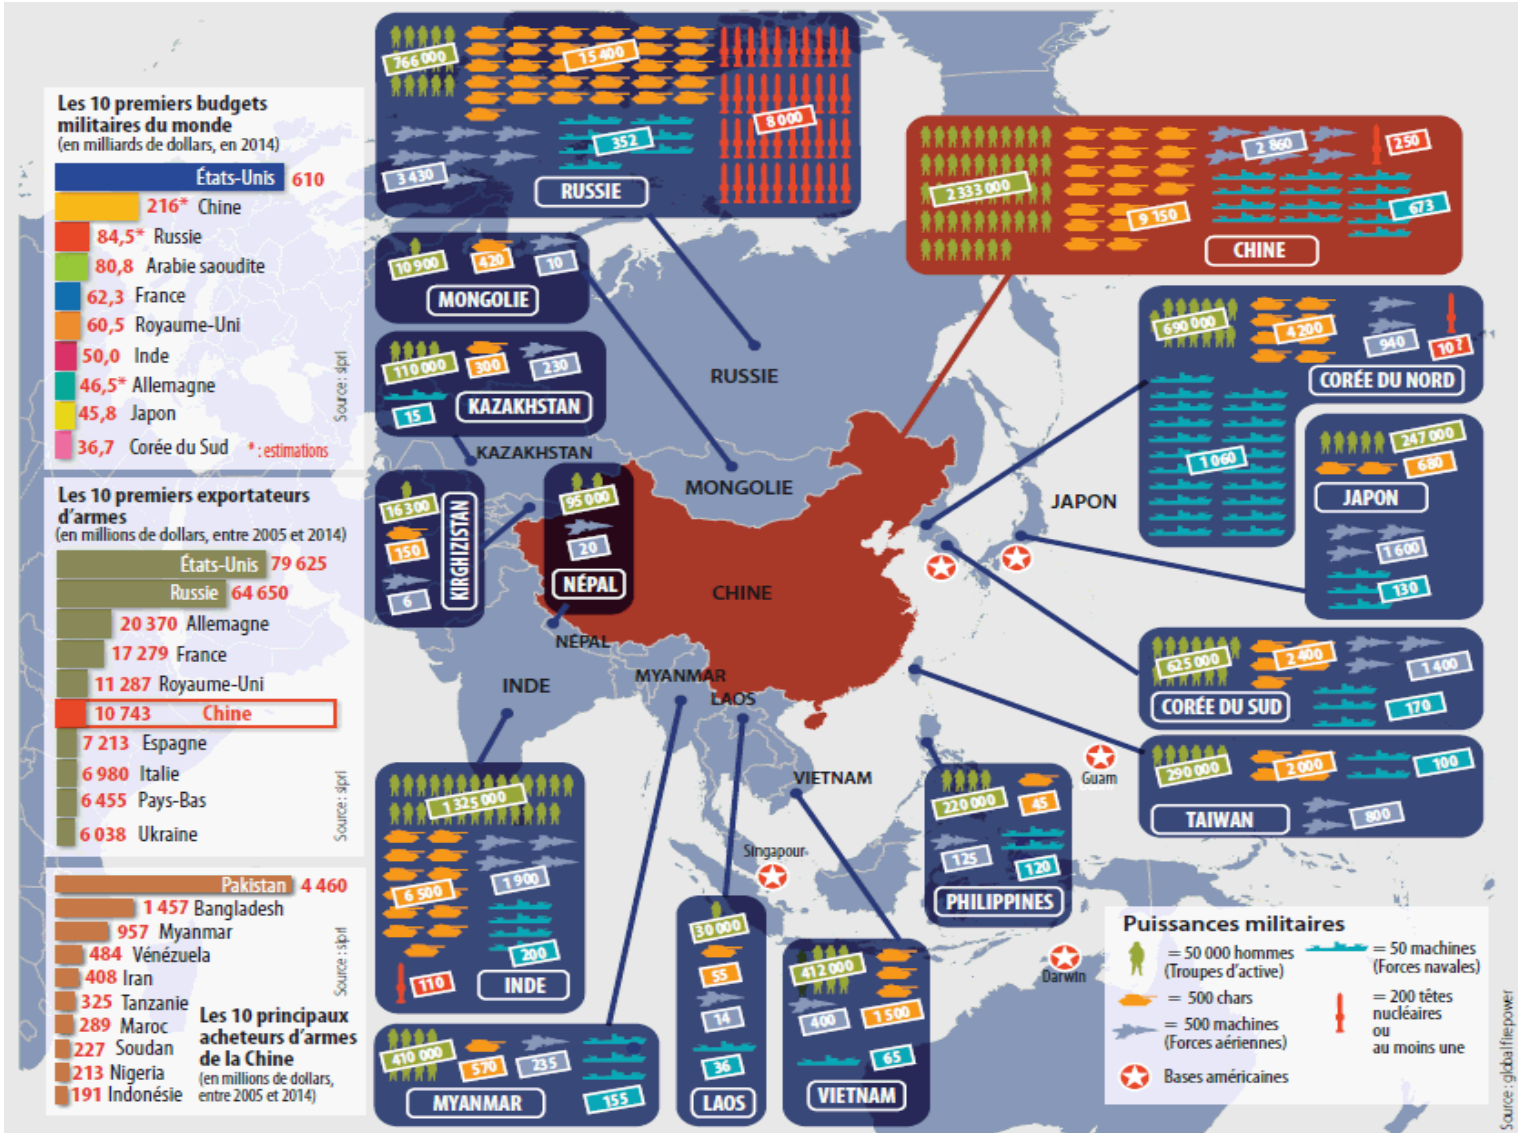 Les 10 premiers budgets
militaires du monde
(en milliards de dollars, en 2014)
États-Unis 610
216* Chine
84,5* Russie
80,8 Arabie saoudite
62,3 France
60,5 Royaume-Uni
50,0 Inde
46,5* Allemagne
45,8 Japon
36,7 Corée du Sud * : estimations
Source : sipri
Les 10 premiers exportateurs
d'armes
(en millions de dollars, entre 2005 et 2014)
États-Unis 79 625
Russie 64 650
20 370 Allemagne
17 279 France
11 287 Royaume-Uni
10 743 Chine
7 213 Espagne
6 980 Italie
6 455 Pays-Bas
6 038 Ukraine
Source : sipri
Pakistan 4 460
1 457 Bangladesh
957 Myanmar
484 Vénézuela
408 Iran
325 Tanzanie
289 Maroc
227 Soudan
213 Nigeria
191 Indonésie
Source : sipri
Les 10 principaux
acheteurs d'armes
de la Chine
(en millions de dollars,
entre 2005 et 2014)
766 000
15 400
8 000
352
3 430
RUSSIE
10 900
420
10
MONGOLIE
110 000
300
230
15
KAZAKHSTAN
16 300
150
6
KIRGHIZISTAN
95 000
20
NÉPAL
2 333 000
9 150
2 860
250
673
CHINE
690 000
4 200
940
10 ?
CORÉE DU NORD
1 060
247 000
680
JAPON
1 600
130
625 000
2 400
1 400
170
CORÉE DU SUD
290 000
2 000
100
800
TAIWAN
220 000
45
125
120
PHILIPPINES
1 325 000
6 500
1 900
200
110
INDE
410 000
570
235
155
MYANMAR
30 000
55
14
36
LAOS
412 000
400
1 500
65
VIETNAM
RUSSIE
KAZAKHSTAN
MONGOLIE
JAPON
CHINE
NÉPAL
INDE
MYANMAR
LAOS
VIETNAM
Singapour
Guam
Darwin
Puissances militaires
= 50 000 hommes
(Troupes d'active)
= 500 chars
= 500 machines
(Forces aériennes)
Bases américaines
= 50 machines
(Forces navales)
= 200 têtes
nucléaires
ou
au moins une
Source : globalfirepower